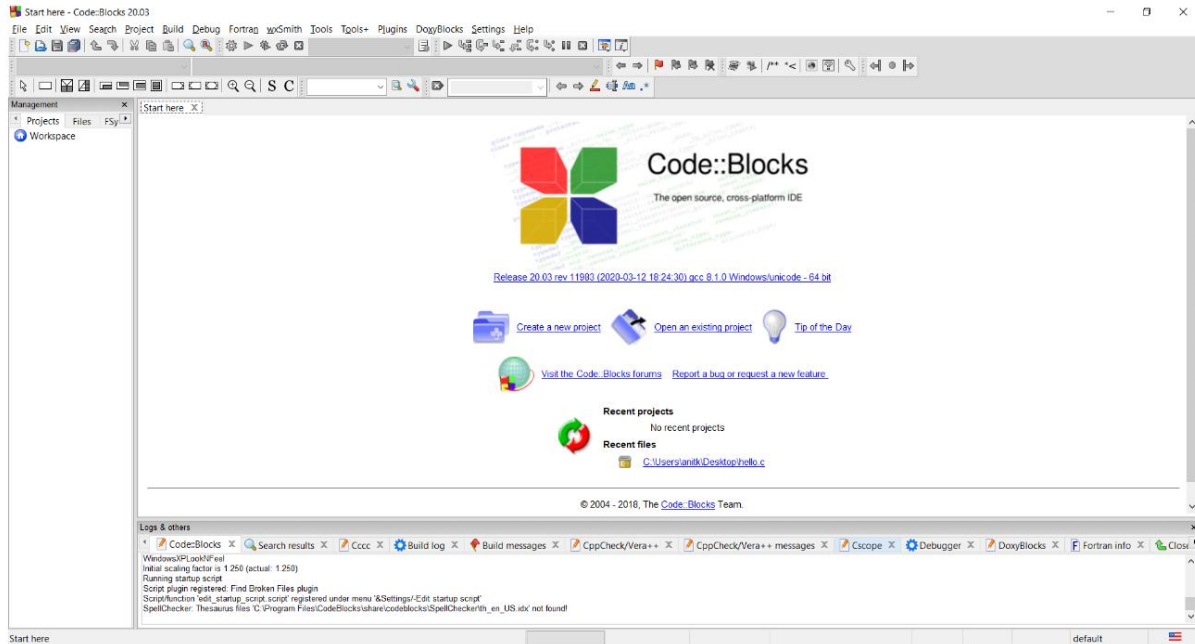 Start here - Code::Blocks 20.03
File Edit View Search Project Build Debug Fortran wxSmith Tools Tools+ Plugins DoxyBlocks Settings Help
S C
Management
Projects Files FSy
Workspace
Start here
Code::Blocks
The open source, cross-platform IDE
Release 20.03 rev 11983 (2020-03-12 18:24:30) gcc 8.1.0 Windows/unicode - 64 bit
Create a new project Open an existing project Tip of the Day
Visit the Code::Blocks forums Report a bug or request a new feature
Recent projects
No recent projects
Recent files
C:\Users\anitk\Desktop\hello.c
© 2004 - 2018, The Code::Blocks Team.
Logs & others
Code::Blocks X Search results X Cccc X Build log X Build messages X CppCheck/Vera++ X CppCheck/Vera++ messages X Cscope X Debugger X DoxyBlocks X Fortran info X Closi
WindowsXPLookNFeel
Initial scaling factor is 1.250 (actual: 1.250)
Running startup script
Script plugin registered: Find Broken Files plugin
Script/function 'edit_startup_script.script' registered under menu '&Settings/-Edit startup script'
SpellChecker: Thesaurus files 'C:\Program Files\CodeBlocks\share\codeblocks\SpellChecker\th_en_US.idx' not found!
Start here default